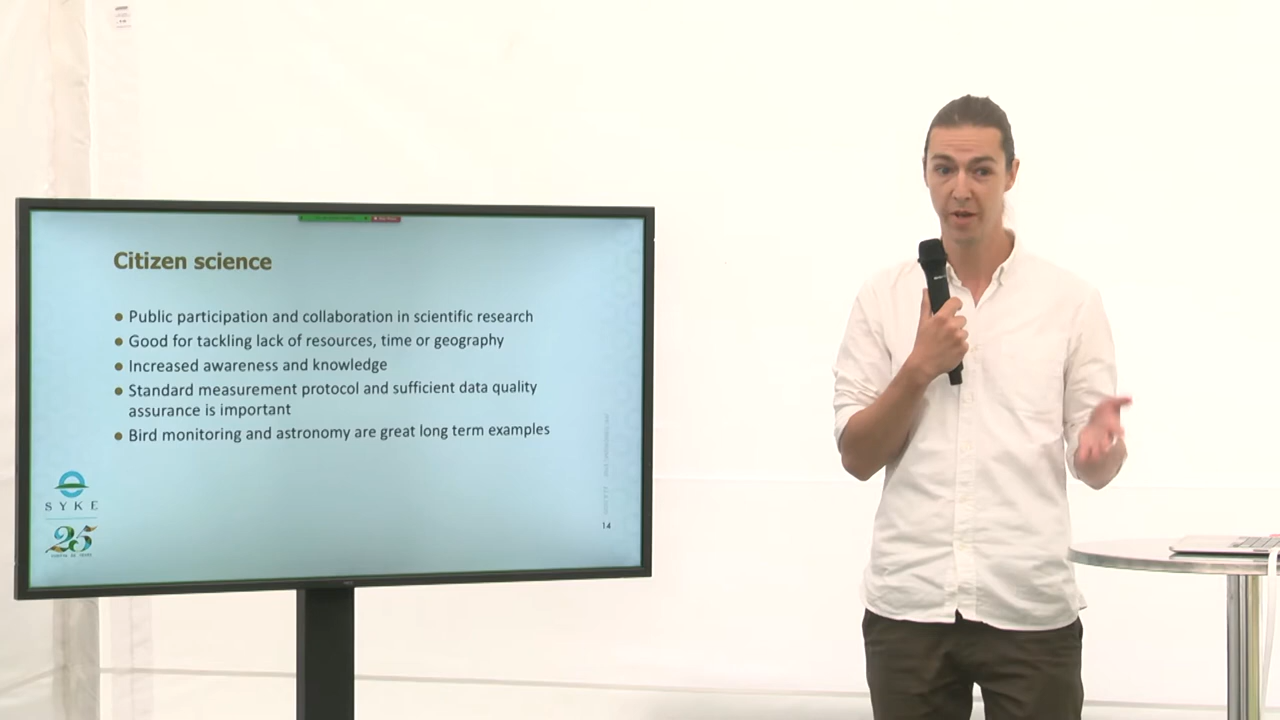 Citizen science
Public participation and collaboration in scientific research
Good for tackling lack of resources, time or geography
Increased awareness and knowledge
Standard measurement protocol and sufficient data quality
assurance is important
Bird monitoring and astronomy are great long term examples
SYKE
25
14